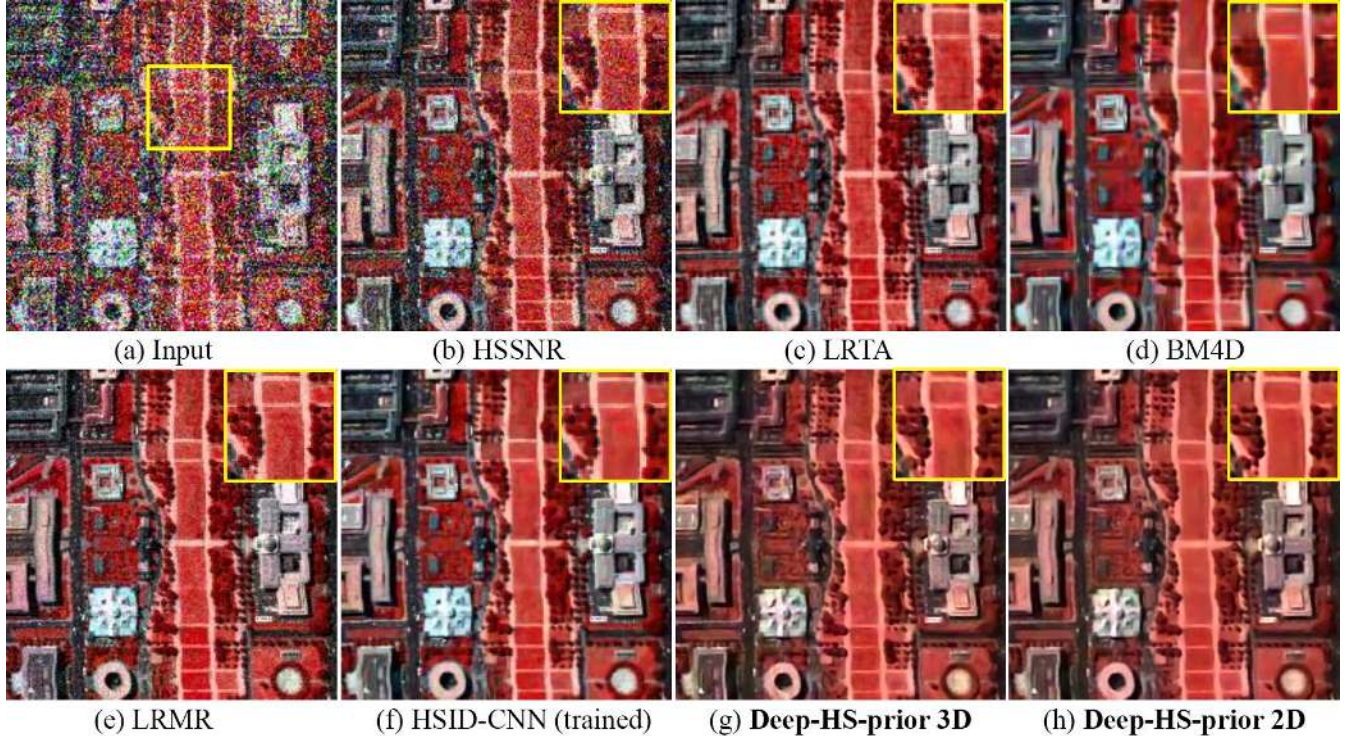 (a) Input (b) HSSNR (c) LRTA (d) BM4D
(e) LRMR (f) HSID-CNN (trained) (g) Deep-HS-prior 3D (h) Deep-HS-prior 2D